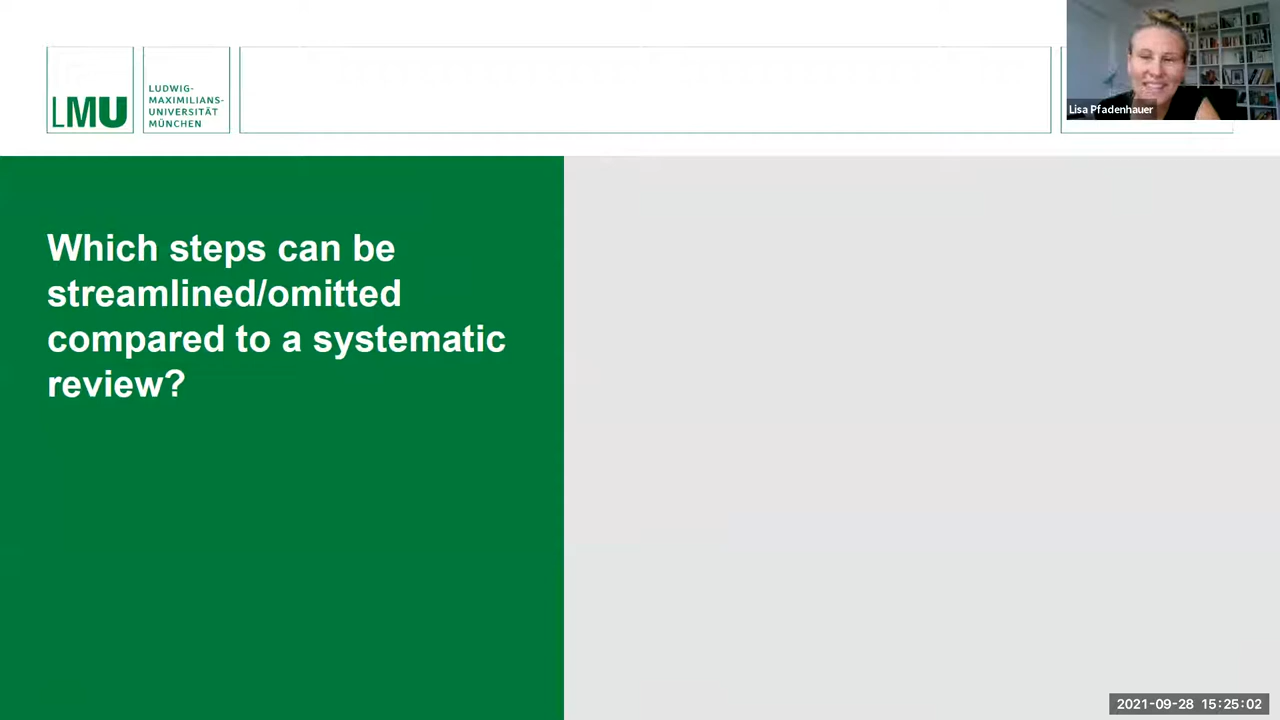 LMU
LUDWIG-
MAXIMILIANS-
UNIVERSITÄT
MÜNCHEN
Lisa Pfadenhauer
Which steps can be
streamlined/omitted
compared to a systematic
review?
2021-09-28 15:25:02